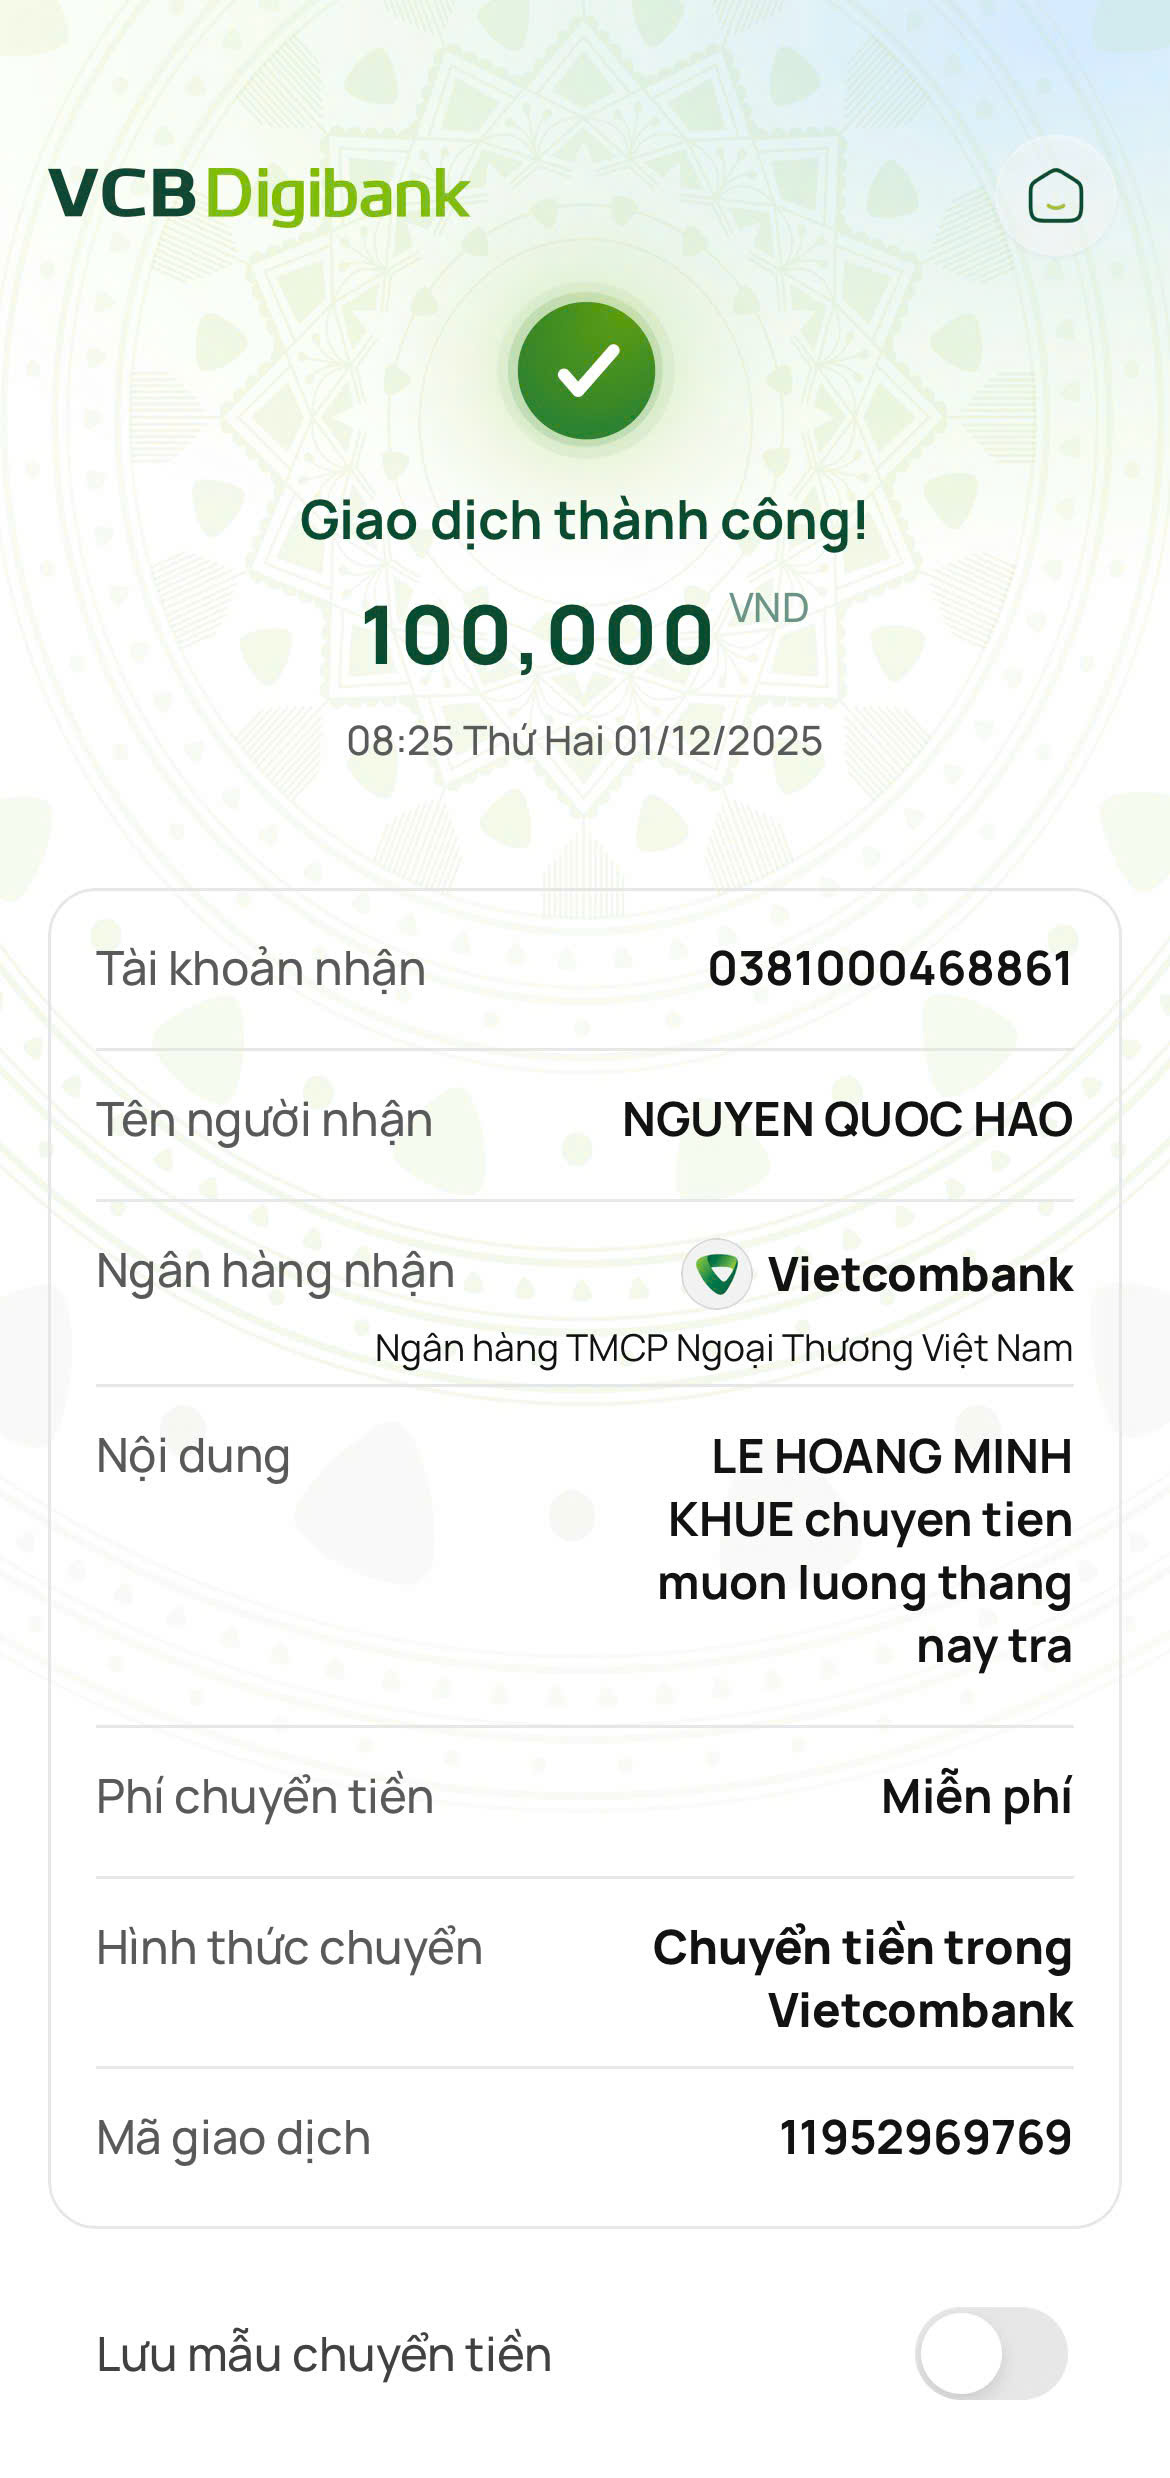 VCB Digibank
Giao dịch thành công!
100,000 VND
08:25 Thứ Hai 01/12/2025
Tài khoản nhận 0381000468861
Tên người nhận NGUYEN QUOC HAO
Ngân hàng nhận Vietcombank
Ngân hàng TMCP Ngoại Thương Việt Nam
Nội dung LE HOANG MINH
KHUE chuyen tien
muon luong thang
nay tra
Phí chuyển tiền Miễn phí
Hình thức chuyển Chuyển tiền trong
Vietcombank
Mã giao dịch 11952969769
Lưu mẫu chuyển tiền